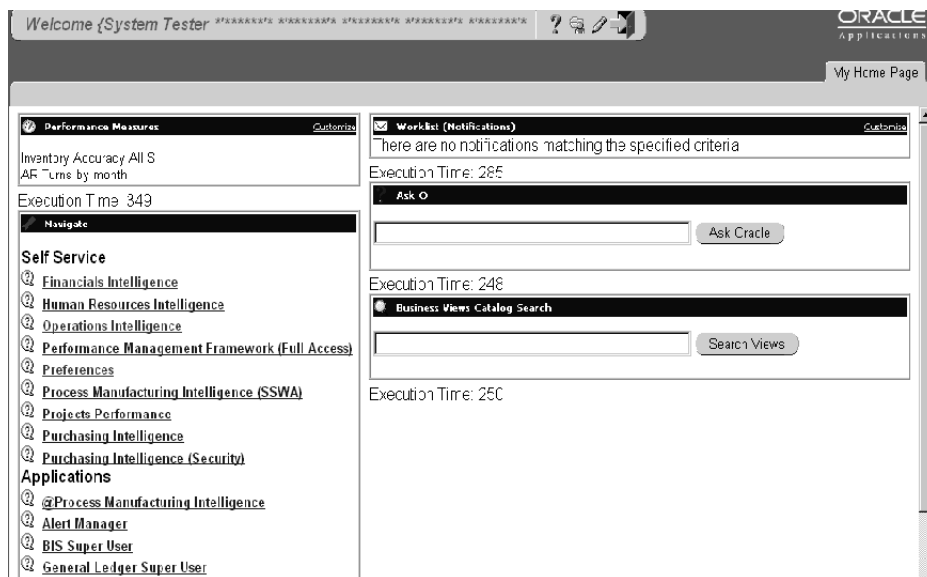 Welcome {System Tester
ORACLE
Applications
My Home Page
Performance Measures Customize
Inventory Accuracy All S
AR Turns by month
Execution Time: 349
Navigate
Self Service
Financials Intelligence
Human Resources Intelligence
Operations Intelligence
Performance Management Framework (Full Access)
Preferences
Process Manufacturing Intelligence (SSWA)
Projects Performance
Purchasing Intelligence
Purchasing Intelligence (Security)
Applications
@Process Manufacturing Intelligence
Alert Manager
BIS Super User
General Ledger Super User
Worklist (Notifications) Customize
There are no notifications matching the specified criteria
Execution Time: 285
Ask O
Ask Oracle
Execution Time: 248
Business Views Catalog Search
Search Views
Execution Time: 250